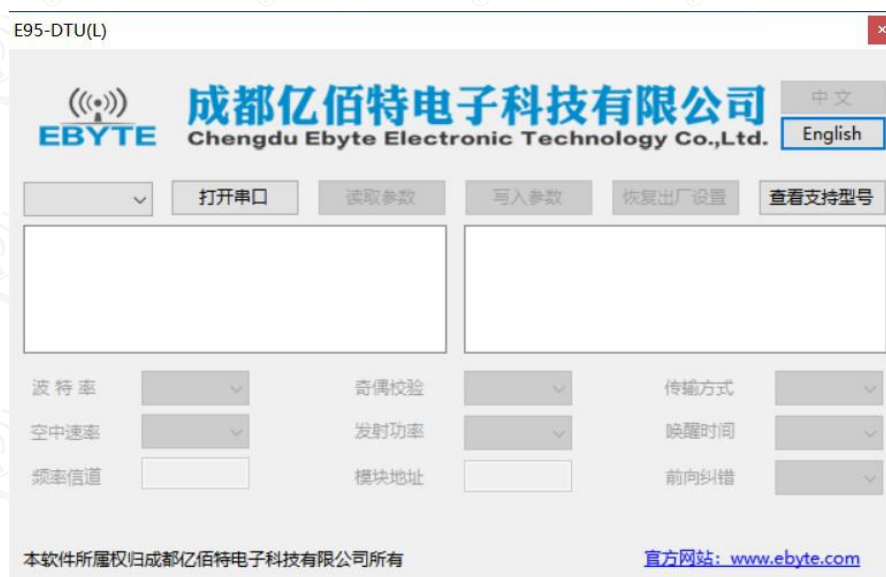 E95-DTU(L)
EBYTE
成都亿佰特电子科技有限公司
Chengdu Ebyte Electronic Technology Co.,Ltd.
中文
English
打开串口
读取参数
写入参数
恢复出厂设置
查看支持型号
波特率
奇偶校验
传输方式
空中速率
发射功率
唤醒时间
频率信道
模块地址
前向纠错
本软件所属权归成都亿佰特电子科技有限公司所有
官方网站：www.ebyte.com